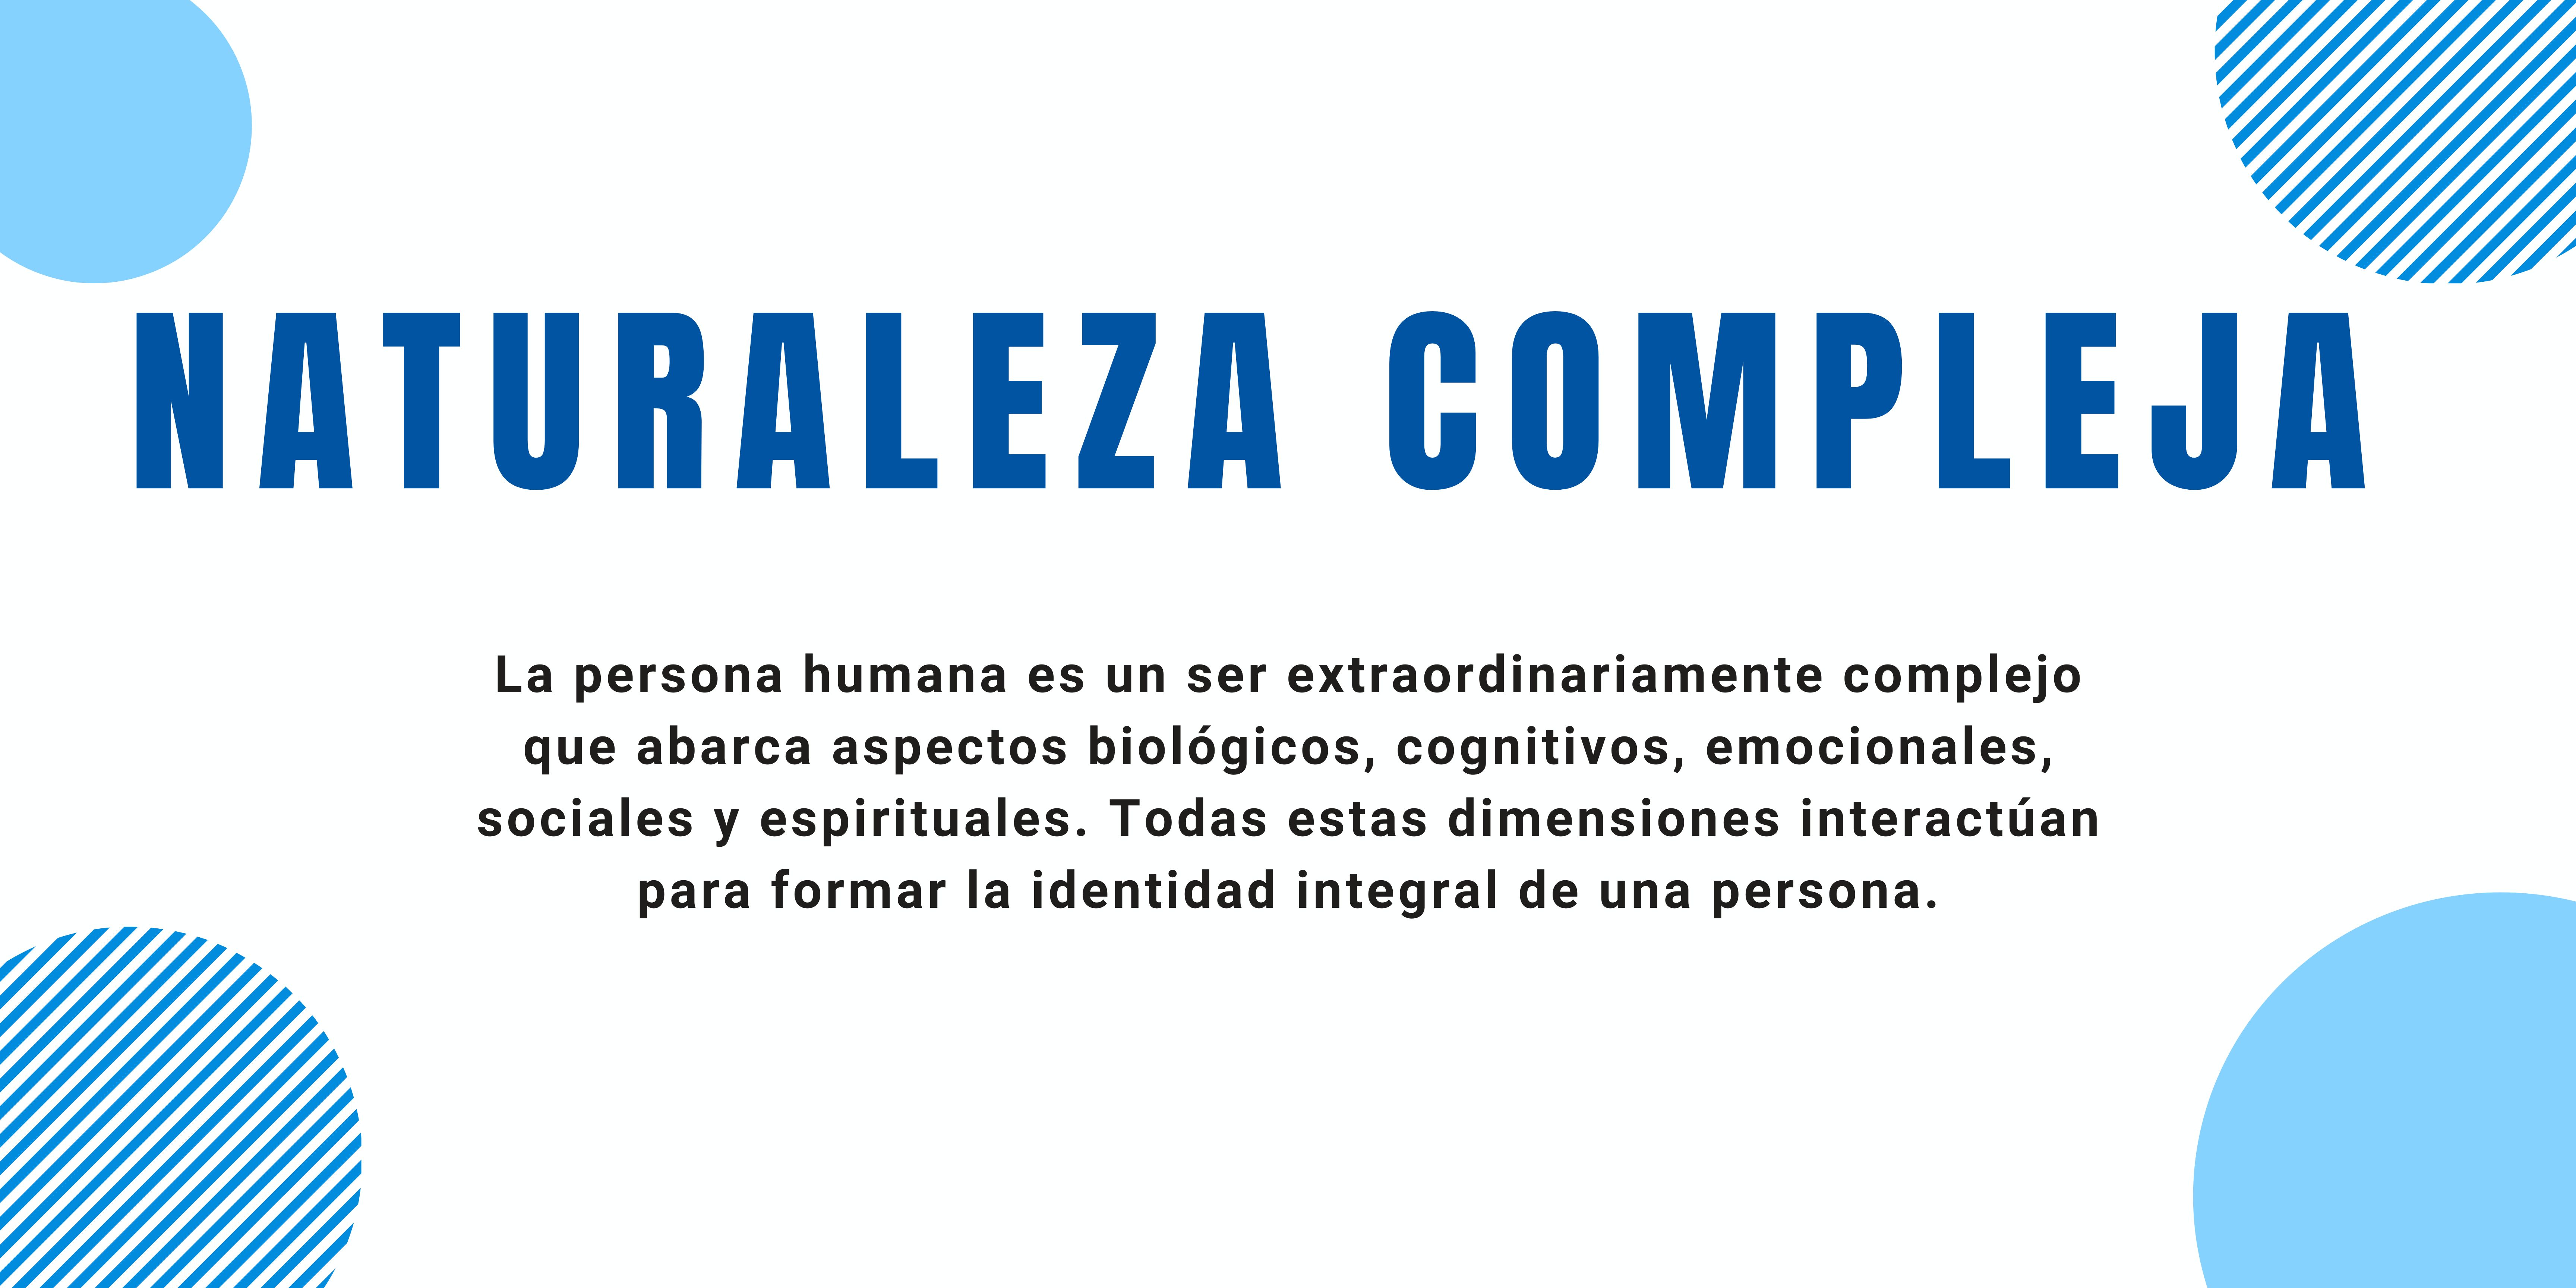 NATURALEZA COMPLEJA
La persona humana es un ser extraordinariamente complejo
que abarca aspectos biológicos, cognitivos, emocionales,
sociales y espirituales. Todas estas dimensiones interactúan
para formar la identidad integral de una persona.